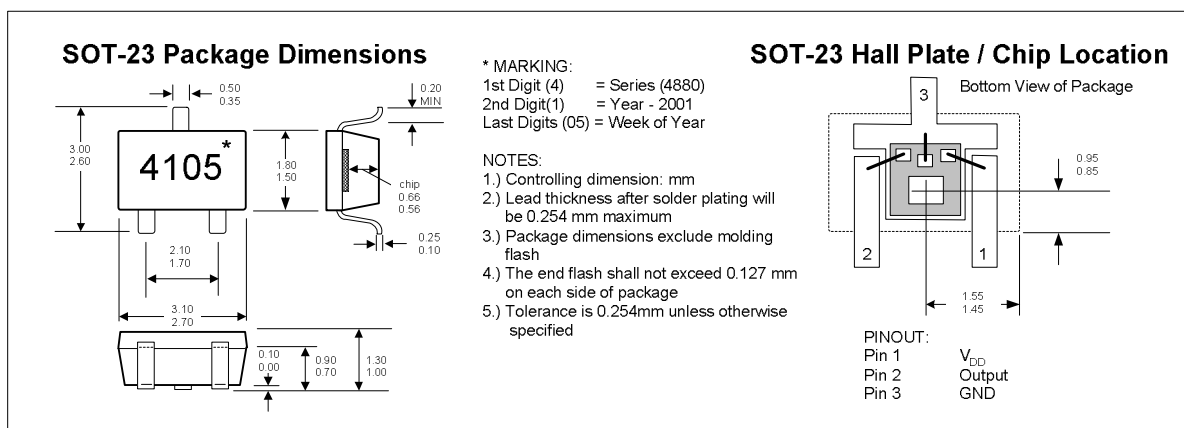 SOT-23 Package Dimensions
0.50
0.35
0.20
MIN
3.00
2.60
4105*
1.80
1.50
chip
0.66
0.56
0.25
0.10
2.10
1.70
3.10
2.70
0.10
0.00
0.90
0.70
1.30
1.00
* MARKING:
1st Digit (4) = Series (4880)
2nd Digit(1) = Year - 2001
Last Digits (05) = Week of Year
NOTES:
1.) Controlling dimension: mm
2.) Lead thickness after solder plating will
be 0.254 mm maximum
3.) Package dimensions exclude molding
flash
4.) The end flash shall not exceed 0.127 mm
on each side of package
5.) Tolerance is 0.254mm unless otherwise
specified
SOT-23 Hall Plate / Chip Location
Bottom View of Package
3
0.95
0.85
2
1
1.55
1.45
PINOUT:
Pin 1 VDD
Pin 2 Output
Pin 3 GND